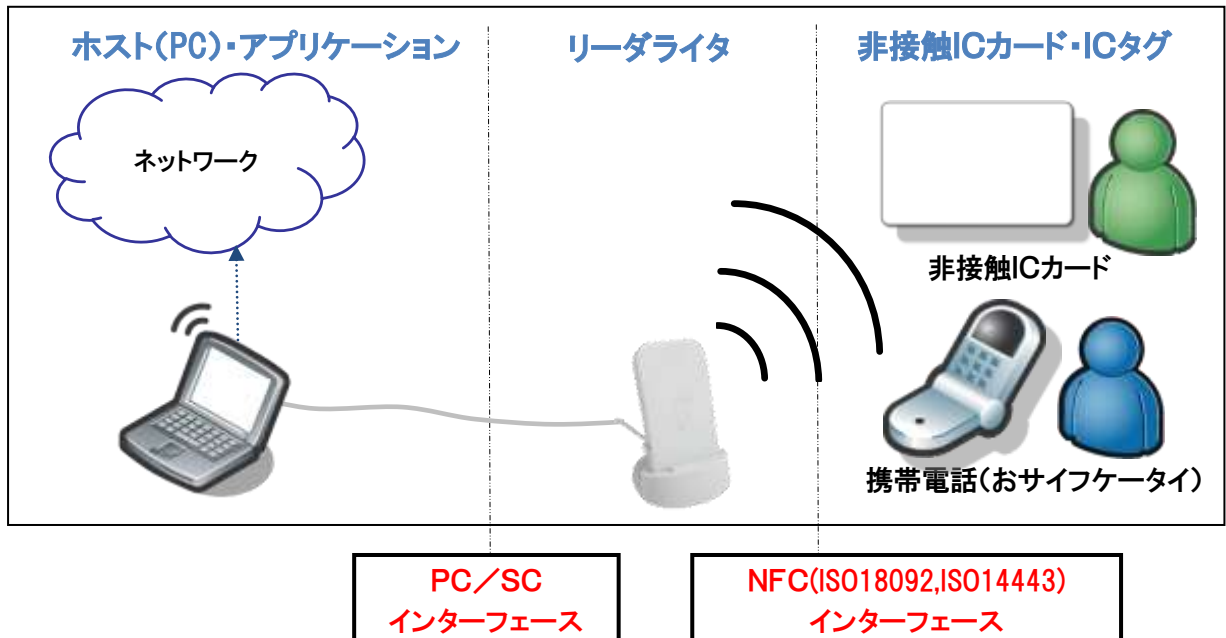 ホスト(PC)・アプリケーション
リーダライタ
非接触ICカード・ICタグ
ネットワーク
非接触ICカード
携帯電話(おサイフケータイ)
PC/SC
インターフェース
NFC(ISO18092,ISO14443)
インターフェース